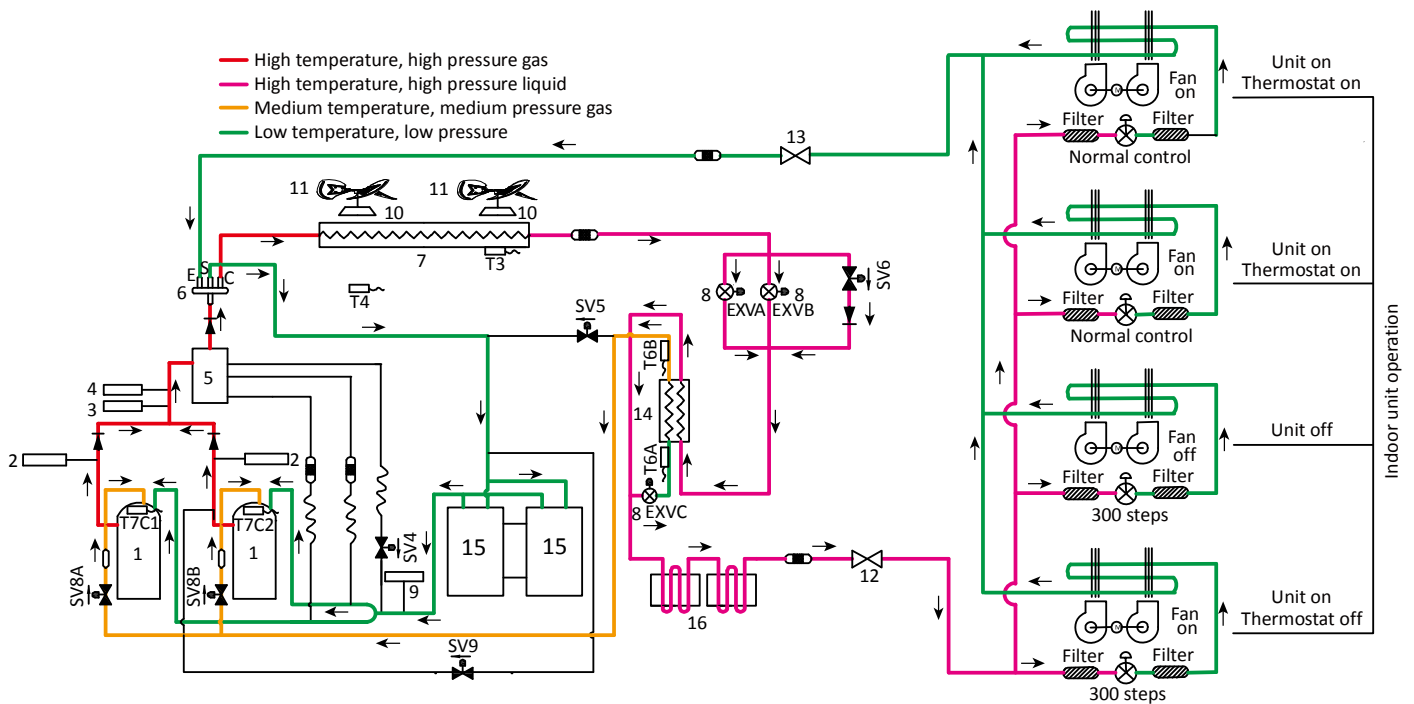 High temperature, high pressure gas
High temperature, high pressure liquid
Medium temperature, medium pressure gas
Low temperature, low pressure
13
11
11
10
10
7
T3
E
S
C
6
T4
SV5
8
EXVA
8
EXVB
SV6
T6B
5
4
3
14
2
2
T6A
8
EXVC
T7C1
T7C2
1
1
SV8A
SV8B
SV4
9
15
15
12
16
SV9
M
Fan
on
Filter
Filter
Normal control
Unit on
Thermostat on
M
Fan
on
Filter
Filter
Normal control
Unit on
Thermostat on
M
Fan
off
Filter
Filter
300 steps
Unit off
M
Fan
on
Filter
Filter
300 steps
Unit on
Thermostat off
Indoor unit operation